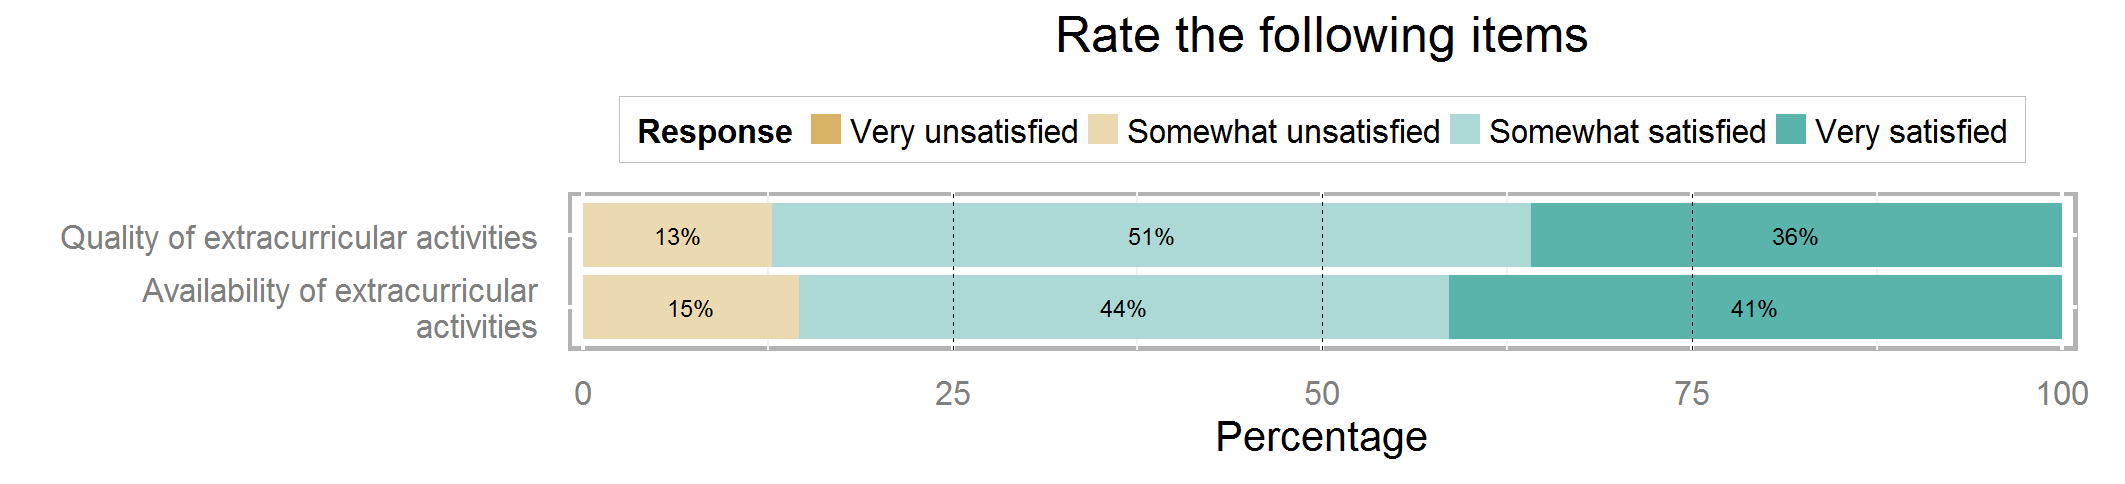 Rate the following items
Response Very unsatisfied Somewhat unsatisfied Somewhat satisfied Very satisfied
Quality of extracurricular activities 13% 51% 36%
Availability of extracurricular
activities
15% 44% 41%
0 25 50 75 100
Percentage